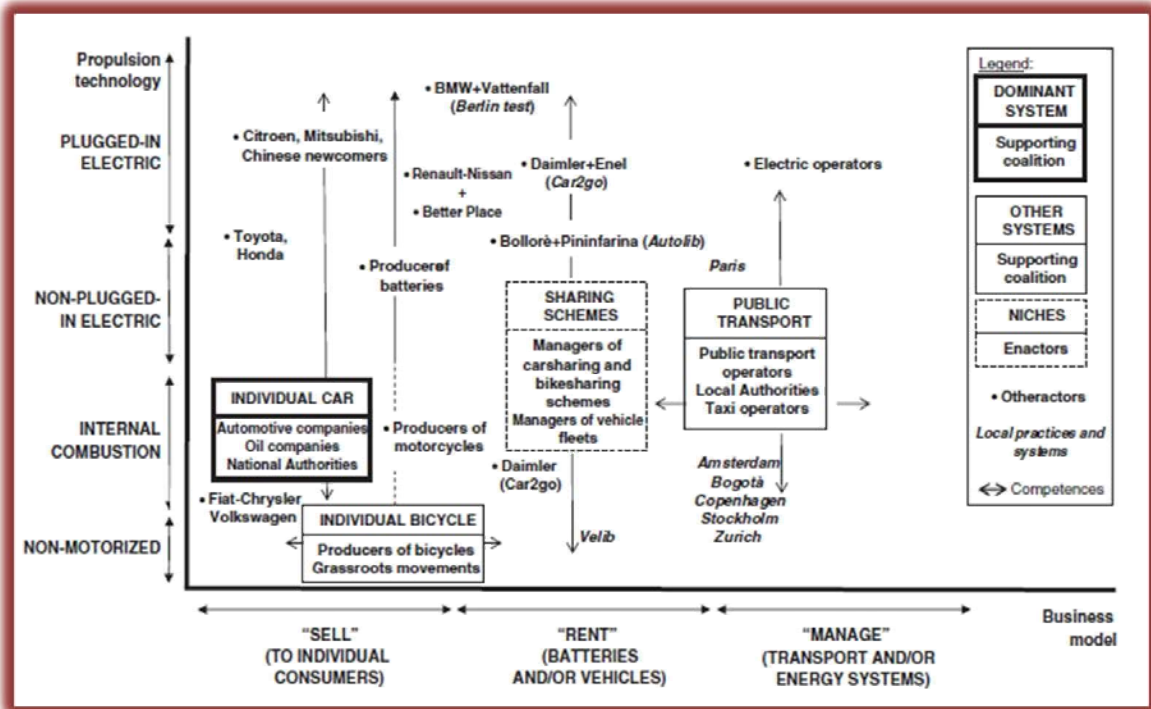 Propulsion
technology
PLUGGED-IN
ELECTRIC
NON-PLUGGED-
IN ELECTRIC
INTERNAL
COMBUSTION
NON-MOTORIZED
• Citroen, Mitsubishi,
Chinese newcomers
• Toyota,
Honda
INDIVIDUAL CAR
Automotive companies
Oil companies
National Authorities
• Fiat-Chrysler
Volkswagen
• BMW+Vattenfall
(Berlin test)
• Renault-Nissan
+
• Better Place
• Producerof
batteries
• Producers of
motorcycles
INDIVIDUAL BICYCLE
Producers of bicycles
Grassroots movements
• Daimler+Enel
(Car2go)
• Bollorè+Pininfarina (Autolib)
SHARING
SCHEMES
Managers of
carsharing and
bikesharing
schemes
Managers of vehicle
fleets
• Daimler
(Car2go)
Velib
• Electric operators
Paris
PUBLIC
TRANSPORT
Public transport
operators
Local Authorities
Taxi operators
Amsterdam
Bogotà
Copenhagen
Stockholm
Zurich
Legend:
DOMINANT
SYSTEM
Supporting
coalition
OTHER
SYSTEMS
Supporting
coalition
NICHES
Enactors
• Otheractors
Local practices and
systems
Competences
"SELL"
(TO INDIVIDUAL
CONSUMERS)
"RENT"
(BATTERIES
AND/OR VEHICLES)
"MANAGE"
(TRANSPORT AND/OR
ENERGY SYSTEMS)
Business
model